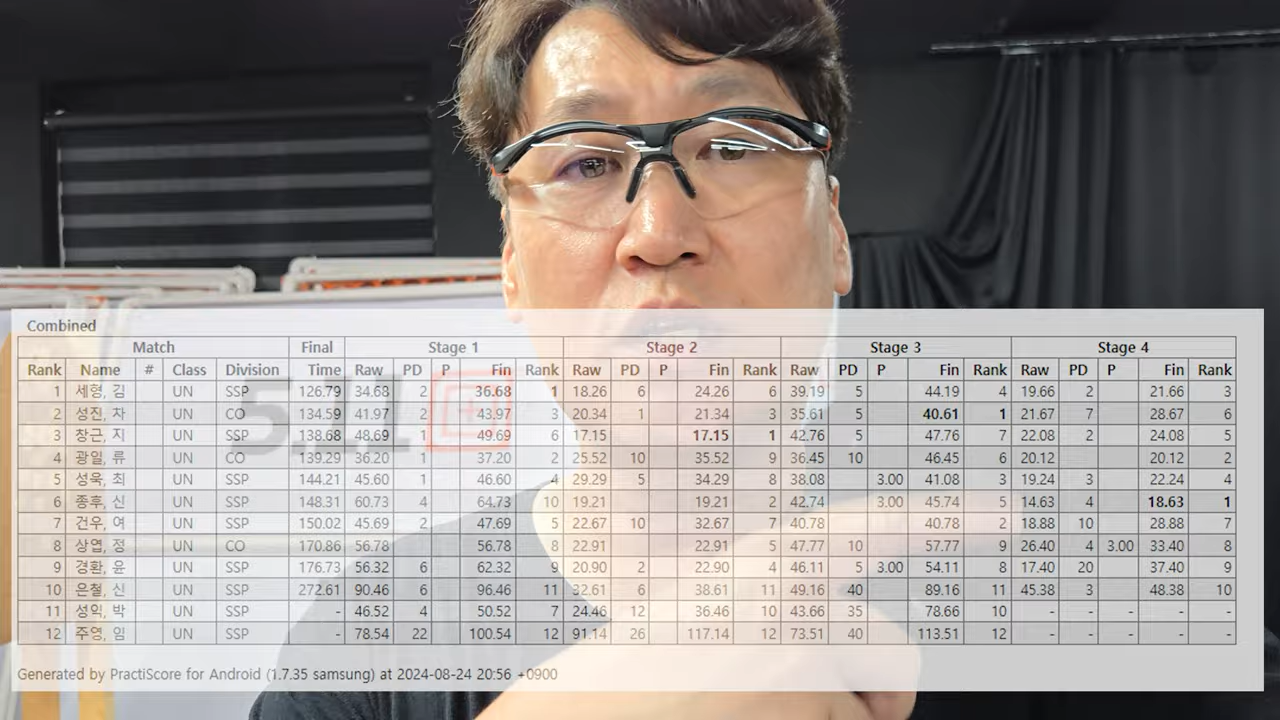 Combined
Match Final Stage 1 Stage 2 Stage 3 Stage 4
Rank Name # Class Division Time Raw PD P Fin Rank Raw PD P Fin Rank Raw PD P Fin Rank Raw PD P Fin Rank
1 세형, 김 UN SSP 126.79 34.68 2 36.68 1 18.26 6 24.26 6 39.19 5 44.19 4 19.66 2 21.66 3
2 성진, 차 UN CO 134.59 41.97 2 43.97 3 20.34 1 21.34 3 35.61 5 40.61 1 21.67 7 28.67 6
3 창근, 지 UN SSP 138.68 48.69 1 49.69 6 17.15 17.15 1 42.76 5 47.76 7 22.08 2 24.08 5
4 광일, 류 UN CO 139.29 36.20 1 37.20 2 25.52 10 35.52 9 36.45 10 46.45 6 20.12 20.12 2
5 성욱, 최 UN SSP 144.21 45.60 1 46.60 4 29.29 5 34.29 8 38.08 3.00 41.08 3 19.24 3 22.24 4
6 종후, 신 UN SSP 148.31 60.73 4 64.73 10 19.21 19.21 2 42.74 3.00 45.74 5 14.63 4 18.63 1
7 건우, 여 UN SSP 150.02 45.69 2 47.69 5 22.67 10 32.67 7 40.78 40.78 2 18.88 10 28.88 7
8 상엽, 정 UN CO 170.86 56.78 56.78 8 22.91 22.91 5 47.77 10 57.77 9 26.40 4 3.00 33.40 8
9 경환, 윤 UN SSP 176.73 56.32 6 62.32 9 20.90 2 22.90 4 46.11 5 3.00 54.11 8 17.40 20 37.40 9
10 은철, 신 UN SSP 272.61 90.46 6 96.46 11 32.61 6 38.61 11 49.16 40 89.16 11 45.38 3 48.38 10
11 성익, 박 UN SSP - 46.52 4 50.52 7 24.46 12 36.46 10 43.66 35 78.66 10 - - - - -
12 주영, 임 UN SSP - 78.54 22 100.54 12 91.14 26 117.14 12 73.51 40 113.51 12 - - - - -
5.11
Generated by PractiScore for Android (1.7.35 samsung) at 2024-08-24 20:56 +0900